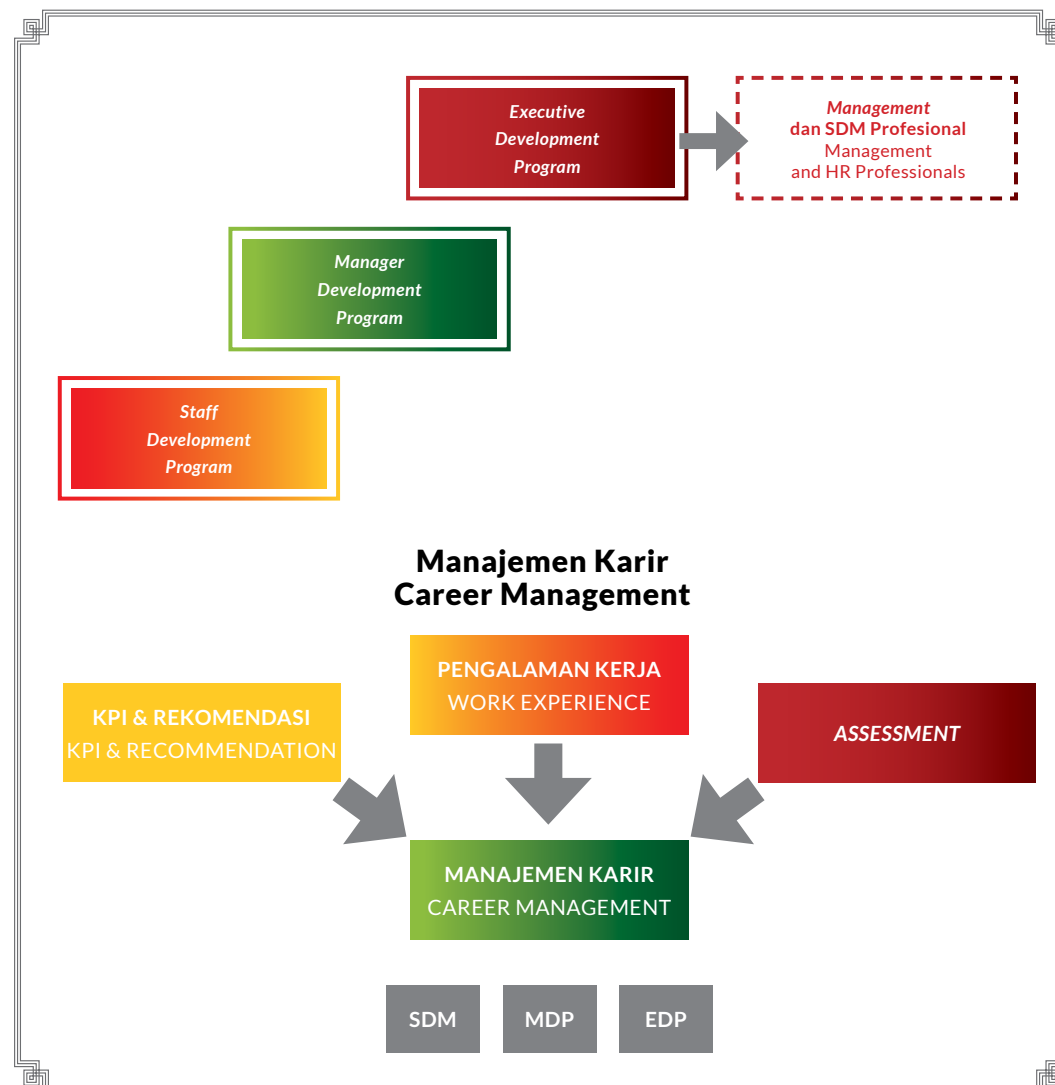 Executive
Development
Program
Management
dan SDM Profesional
Management
and HR Professionals
Manager
Development
Program
Staff
Development
Program
Manajemen Karir
Career Management
PENGALAMAN KERJA
WORK EXPERIENCE
KPI & REKOMENDASI
KPI & RECOMMENDATION
ASSESSMENT
MANAJEMEN KARIR
CAREER MANAGEMENT
SDM
MDP
EDP